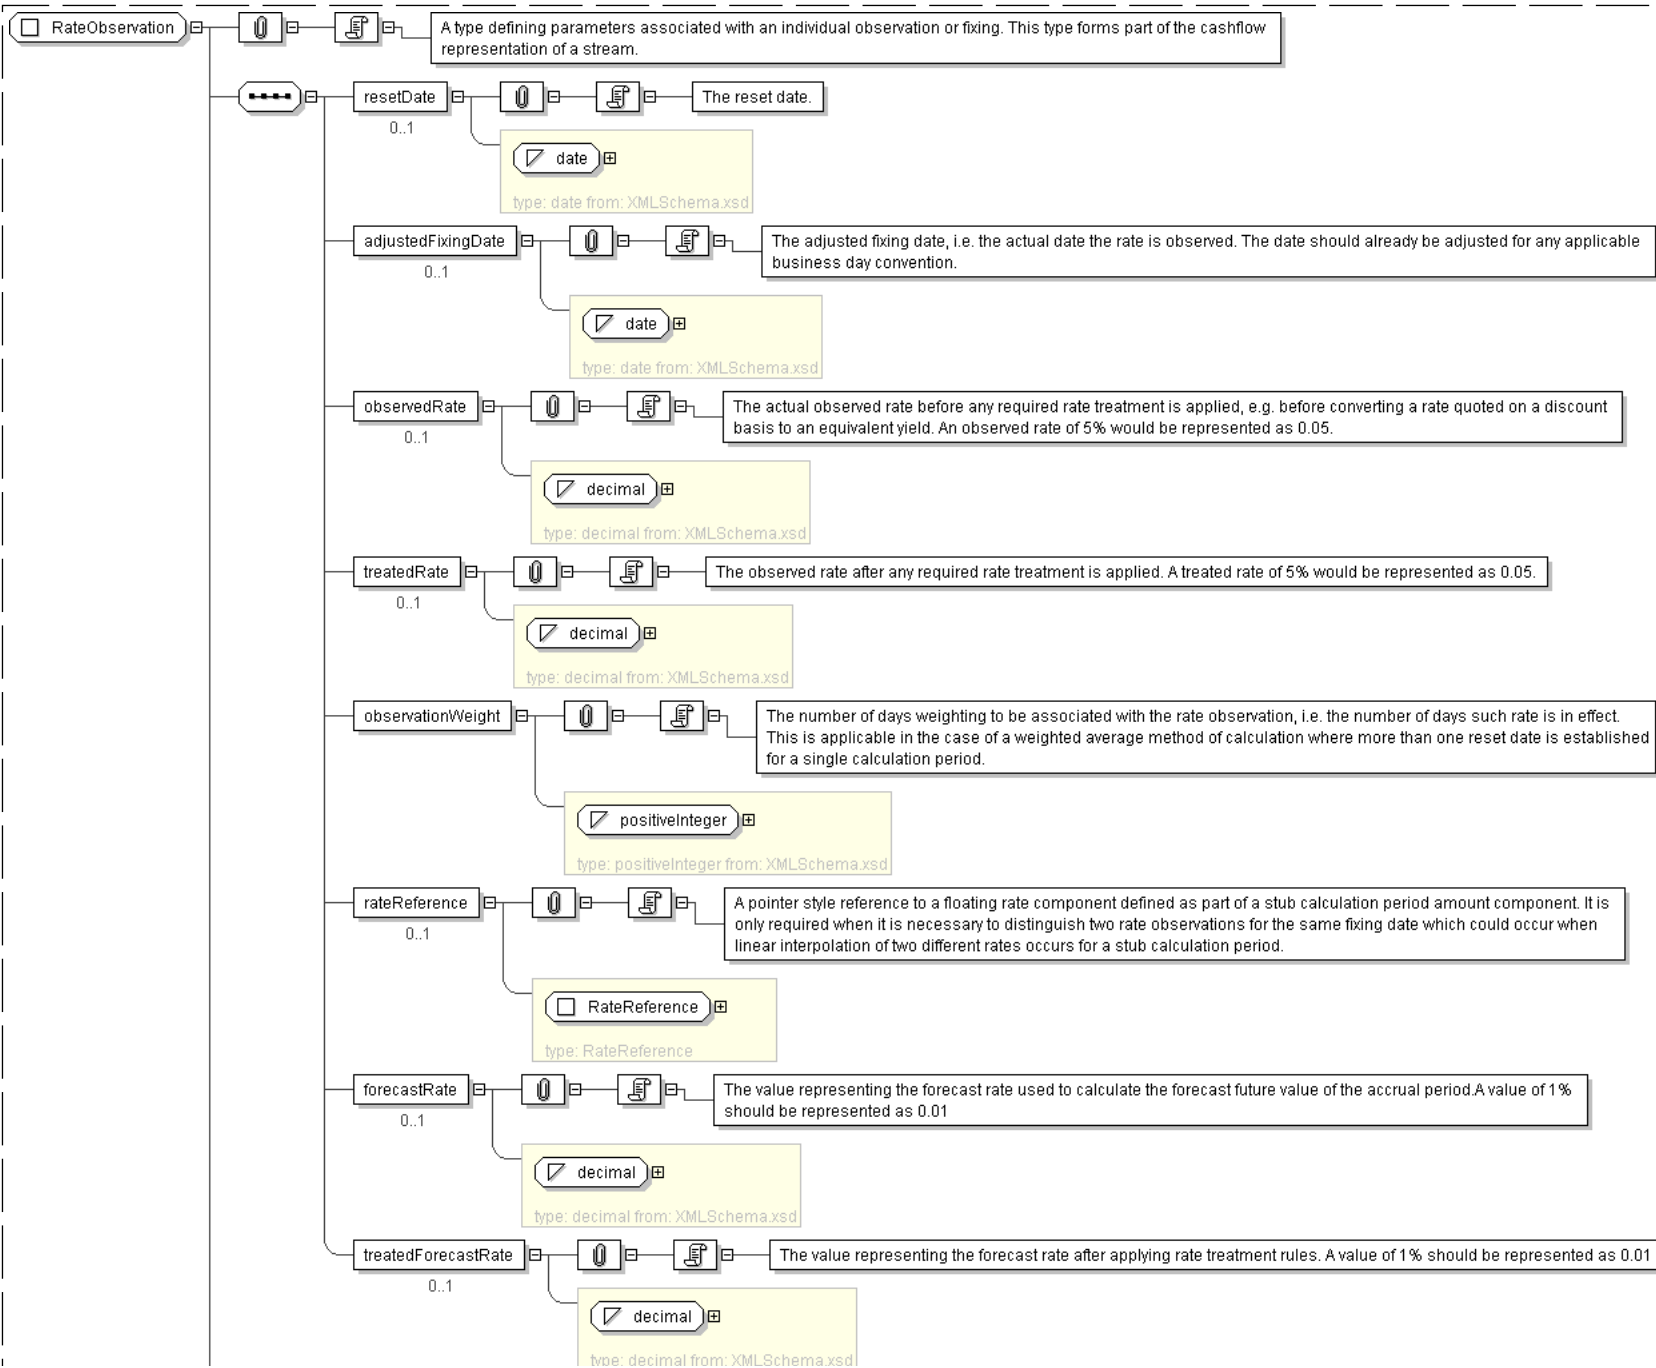 RateObservation
A type defining parameters associated with an individual observation or fixing. This type forms part of the cashflow
representation of a stream.
resetDate
The reset date.
0..1
date
type: date from: XMLSchema.xsd
adjustedFixingDate
The adjusted fixing date, i.e. the actual date the rate is observed. The date should already be adjusted for any applicable
business day convention.
0..1
date
type: date from: XMLSchema.xsd
observedRate
The actual observed rate before any required rate treatment is applied, e.g. before converting a rate quoted on a discount
basis to an equivalent yield. An observed rate of 5% would be represented as 0.05.
0..1
decimal
type: decimal from: XMLSchema.xsd
treatedRate
The observed rate after any required rate treatment is applied. A treated rate of 5% would be represented as 0.05.
0..1
decimal
type: decimal from: XMLSchema.xsd
observationWeight
The number of days weighting to be associated with the rate observation, i.e. the number of days such rate is in effect.
This is applicable in the case of a weighted average method of calculation where more than one reset date is established
for a single calculation period.
positiveInteger
type: positiveInteger from: XMLSchema.xsd
rateReference
A pointer style reference to a floating rate component defined as part of a stub calculation period amount component. It is
only required when it is necessary to distinguish two rate observations for the same fixing date which could occur when
linear interpolation of two different rates occurs for a stub calculation period.
0..1
RateReference
type: RateReference
forecastRate
The value representing the forecast rate used to calculate the forecast future value of the accrual period.A value of 1%
should be represented as 0.01
0..1
decimal
type: decimal from: XMLSchema.xsd
treatedForecastRate
The value representing the forecast rate after applying rate treatment rules. A value of 1% should be represented as 0.01
0..1
decimal
type: decimal from: XMLSchema.xsd